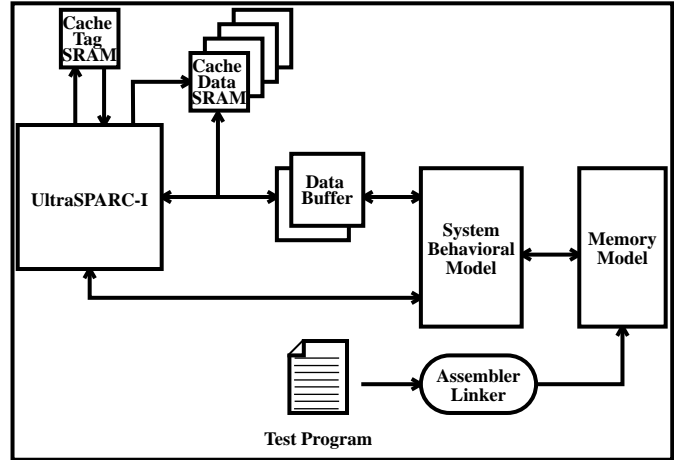 Cache
Tag
SRAM
Cache
Data
SRAM
UltraSPARC-I
Data
Buffer
System
Behavioral
Model
Memory
Model
Assembler
Linker
Test Program